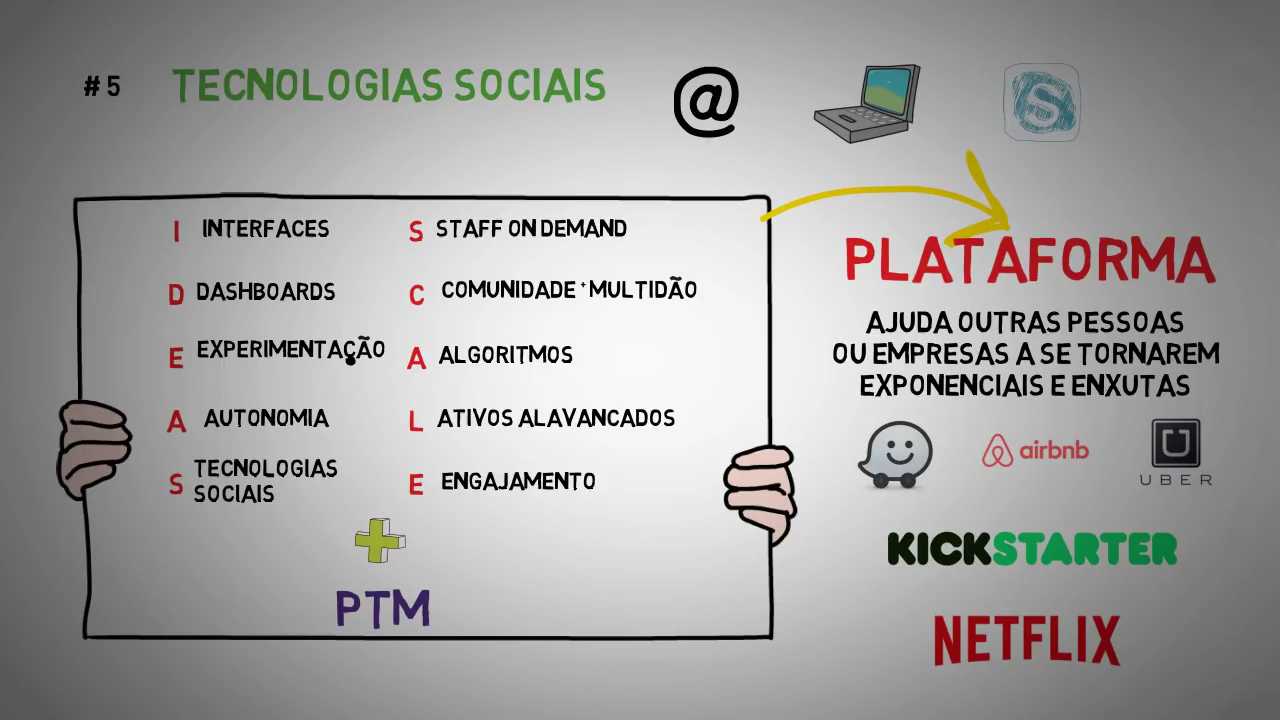 # 5 TECNOLOGIAS SOCIAIS @
S
I INTERFACES
D DASHBOARDS
E EXPERIMENTAÇÃO
A AUTONOMIA
S TECNOLOGIAS
SOCIAIS
S STAFF ON DEMAND
C COMUNIDADE + MULTIDÃO
A ALGORITMOS
L ATIVOS ALAVANCADOS
E ENGAJAMENTO
PTM
PLATAFORMA
AJUDA OUTRAS PESSOAS
OU EMPRESAS A SE TORNAREM
EXPONENCIAIS E ENXUTAS
airbnb
UBER
KICKSTARTER
NETFLIX